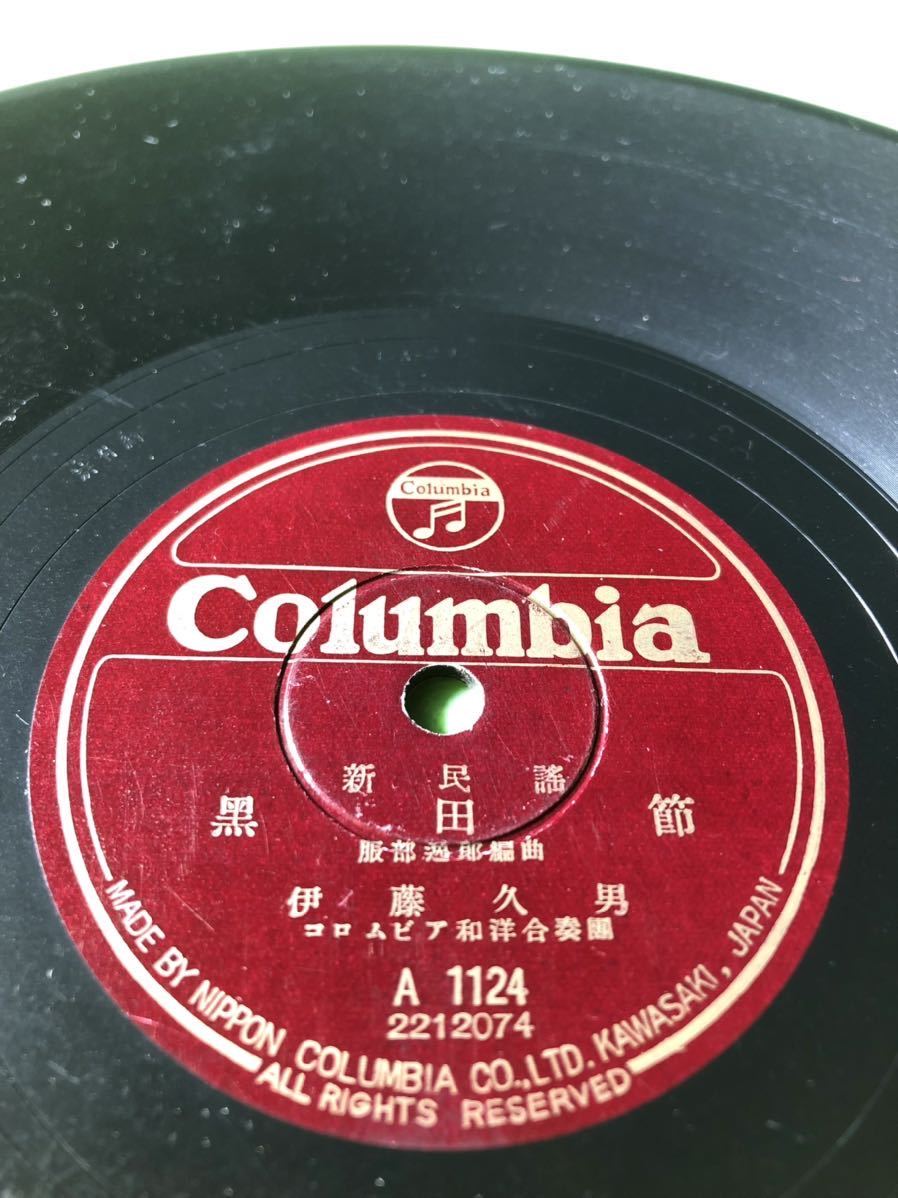 Columbia
Columbia
新民謠
黑田節
服部逸郎編曲
伊藤久男
コロムビア和洋合奏團
A 1124
2212074
MADE BY NIPPON COLUMBIA CO.,LTD. KAWASAKI, JAPAN
ALL RIGHTS RESERVED